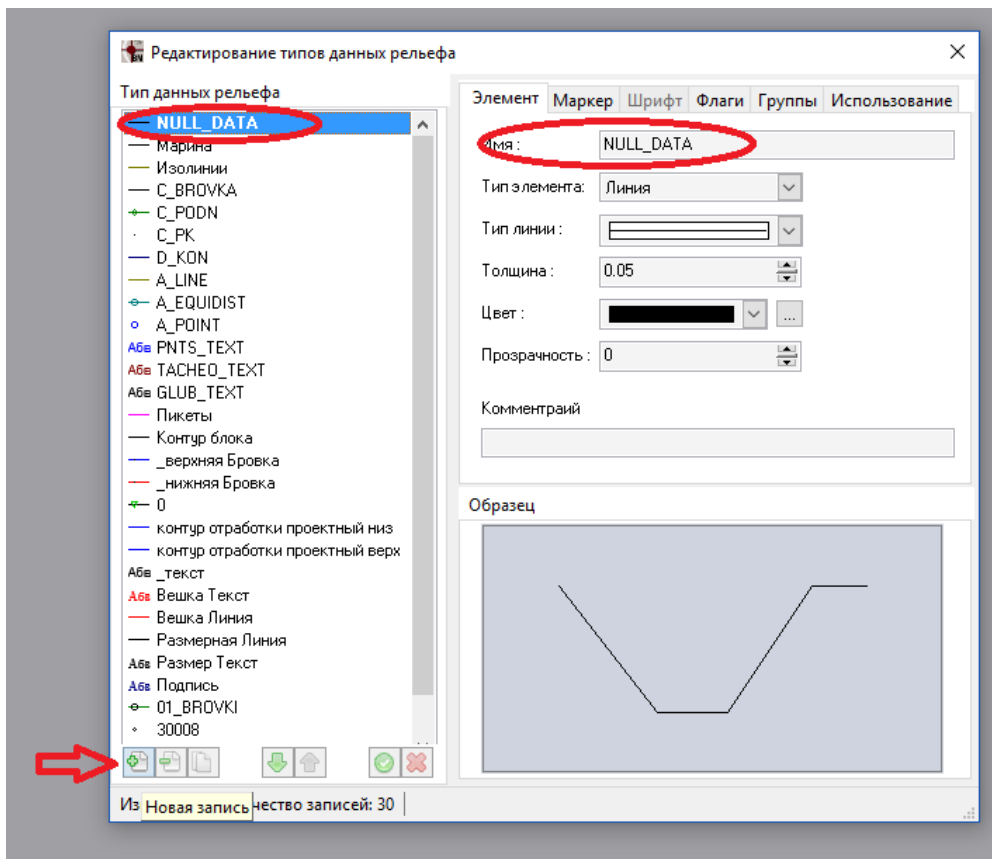 Редактирование типов данных рельефа
Тип данных рельефа
NULL_DATA
Марина
Изолинии
C_BROVKA
C_PODN
C_PK
D_KON
A_LINE
A_EQUIDIST
A_POINT
Абв PNTS_TEXT
Абв TACHEO_TEXT
Абв GLUB_TEXT
Пикеты
Контур блока
_верхняя Бровка
_нижняя Бровка
0
контур отработки проектный низ
контур отработки проектный верх
Абв _текст
Абв Вешка Текст
Вешка Линия
Размерная Линия
Абв Размер Текст
Абв Подпись
01_BROVKI
30008
Элемент Маркер Шрифт Флаги Группы Использование
Имя : NULL_DATA
Тип элемента: Линия
Тип линии :
Толщина : 0.05
Цвет : ...
Прозрачность : 0
Комментраий
Образец
Из Новая запись чество записей: 30